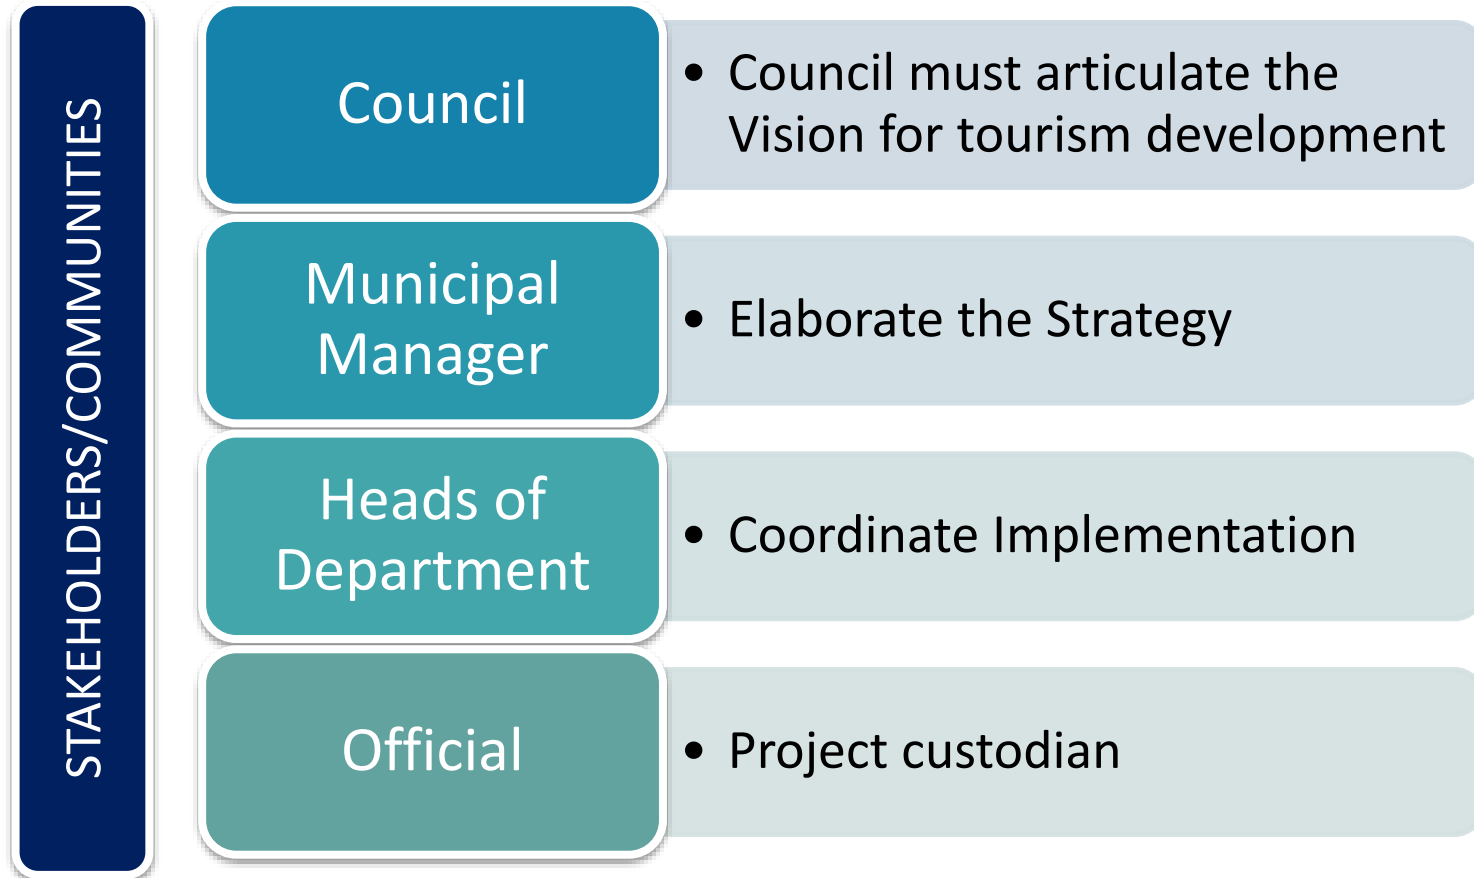 STAKEHOLDERS/COMMUNITIES
Council
• Council must articulate the
Vision for tourism development
Municipal
Manager
• Elaborate the Strategy
Heads of
Department
• Coordinate Implementation
Official
• Project custodian